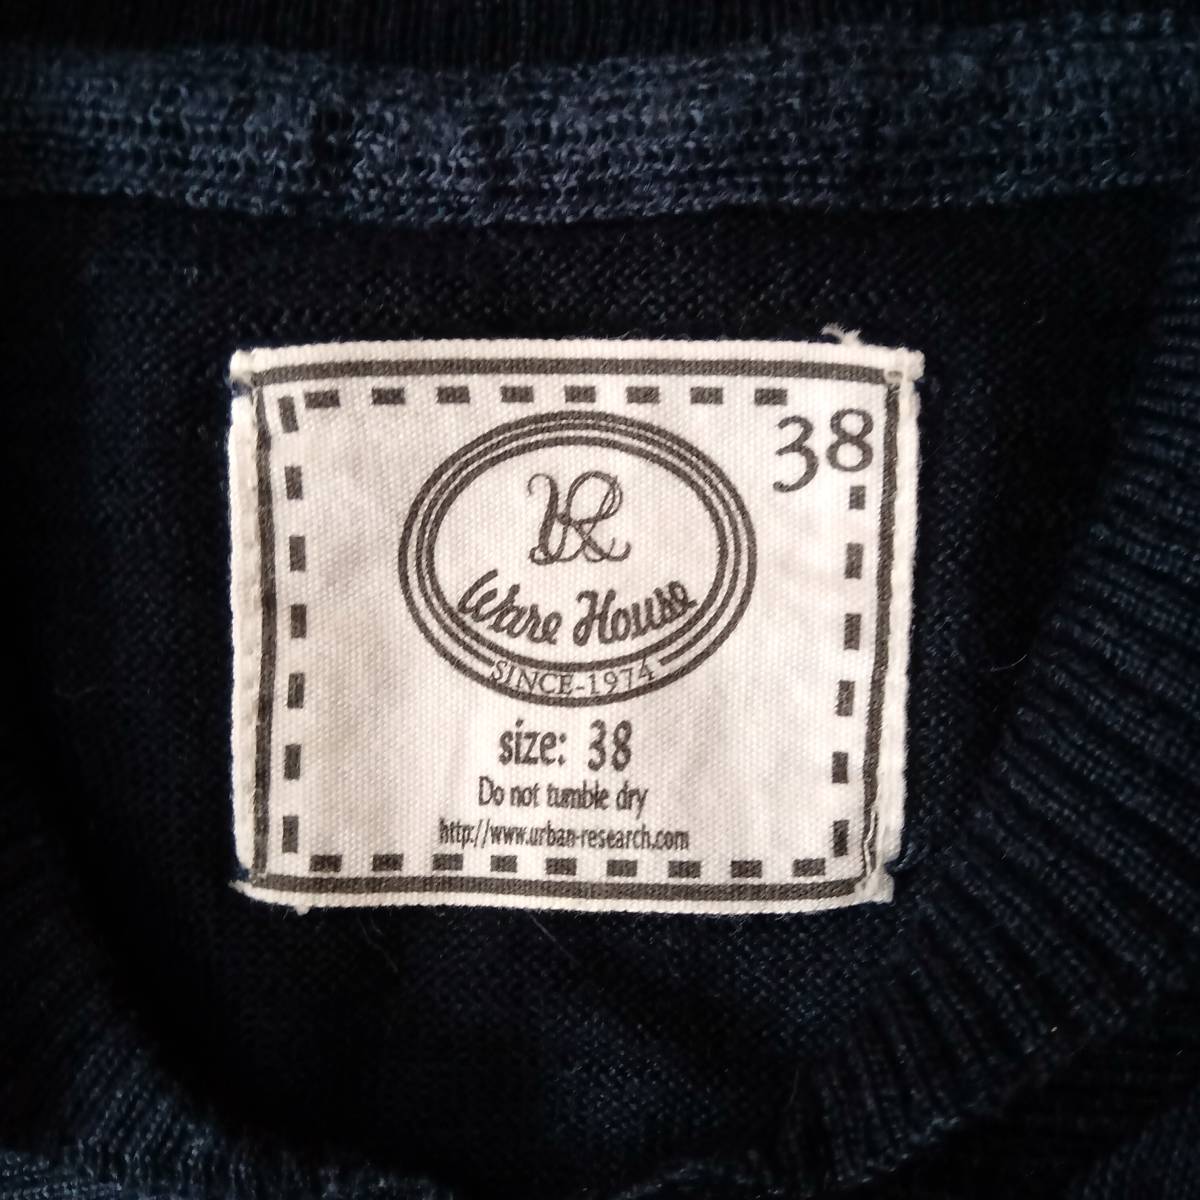 38
UR
Ware House
SINCE-1974
size: 38
Do not tumble dry
http://www.urban-research.com